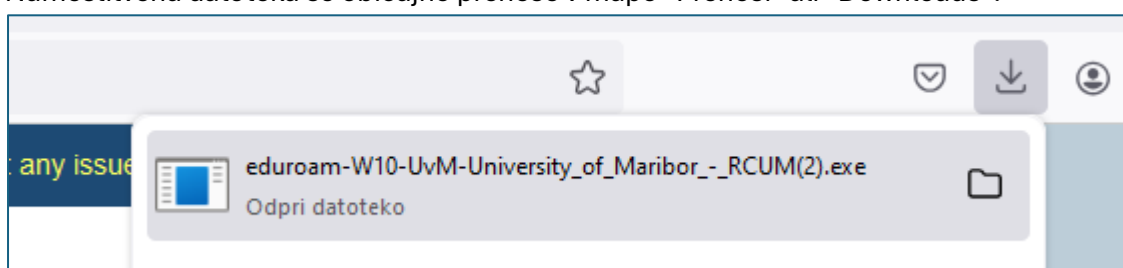 any issue
eduroam-W10-UvM-University_of_Maribor_-_RCUM(2).exe
Odpri datoteko